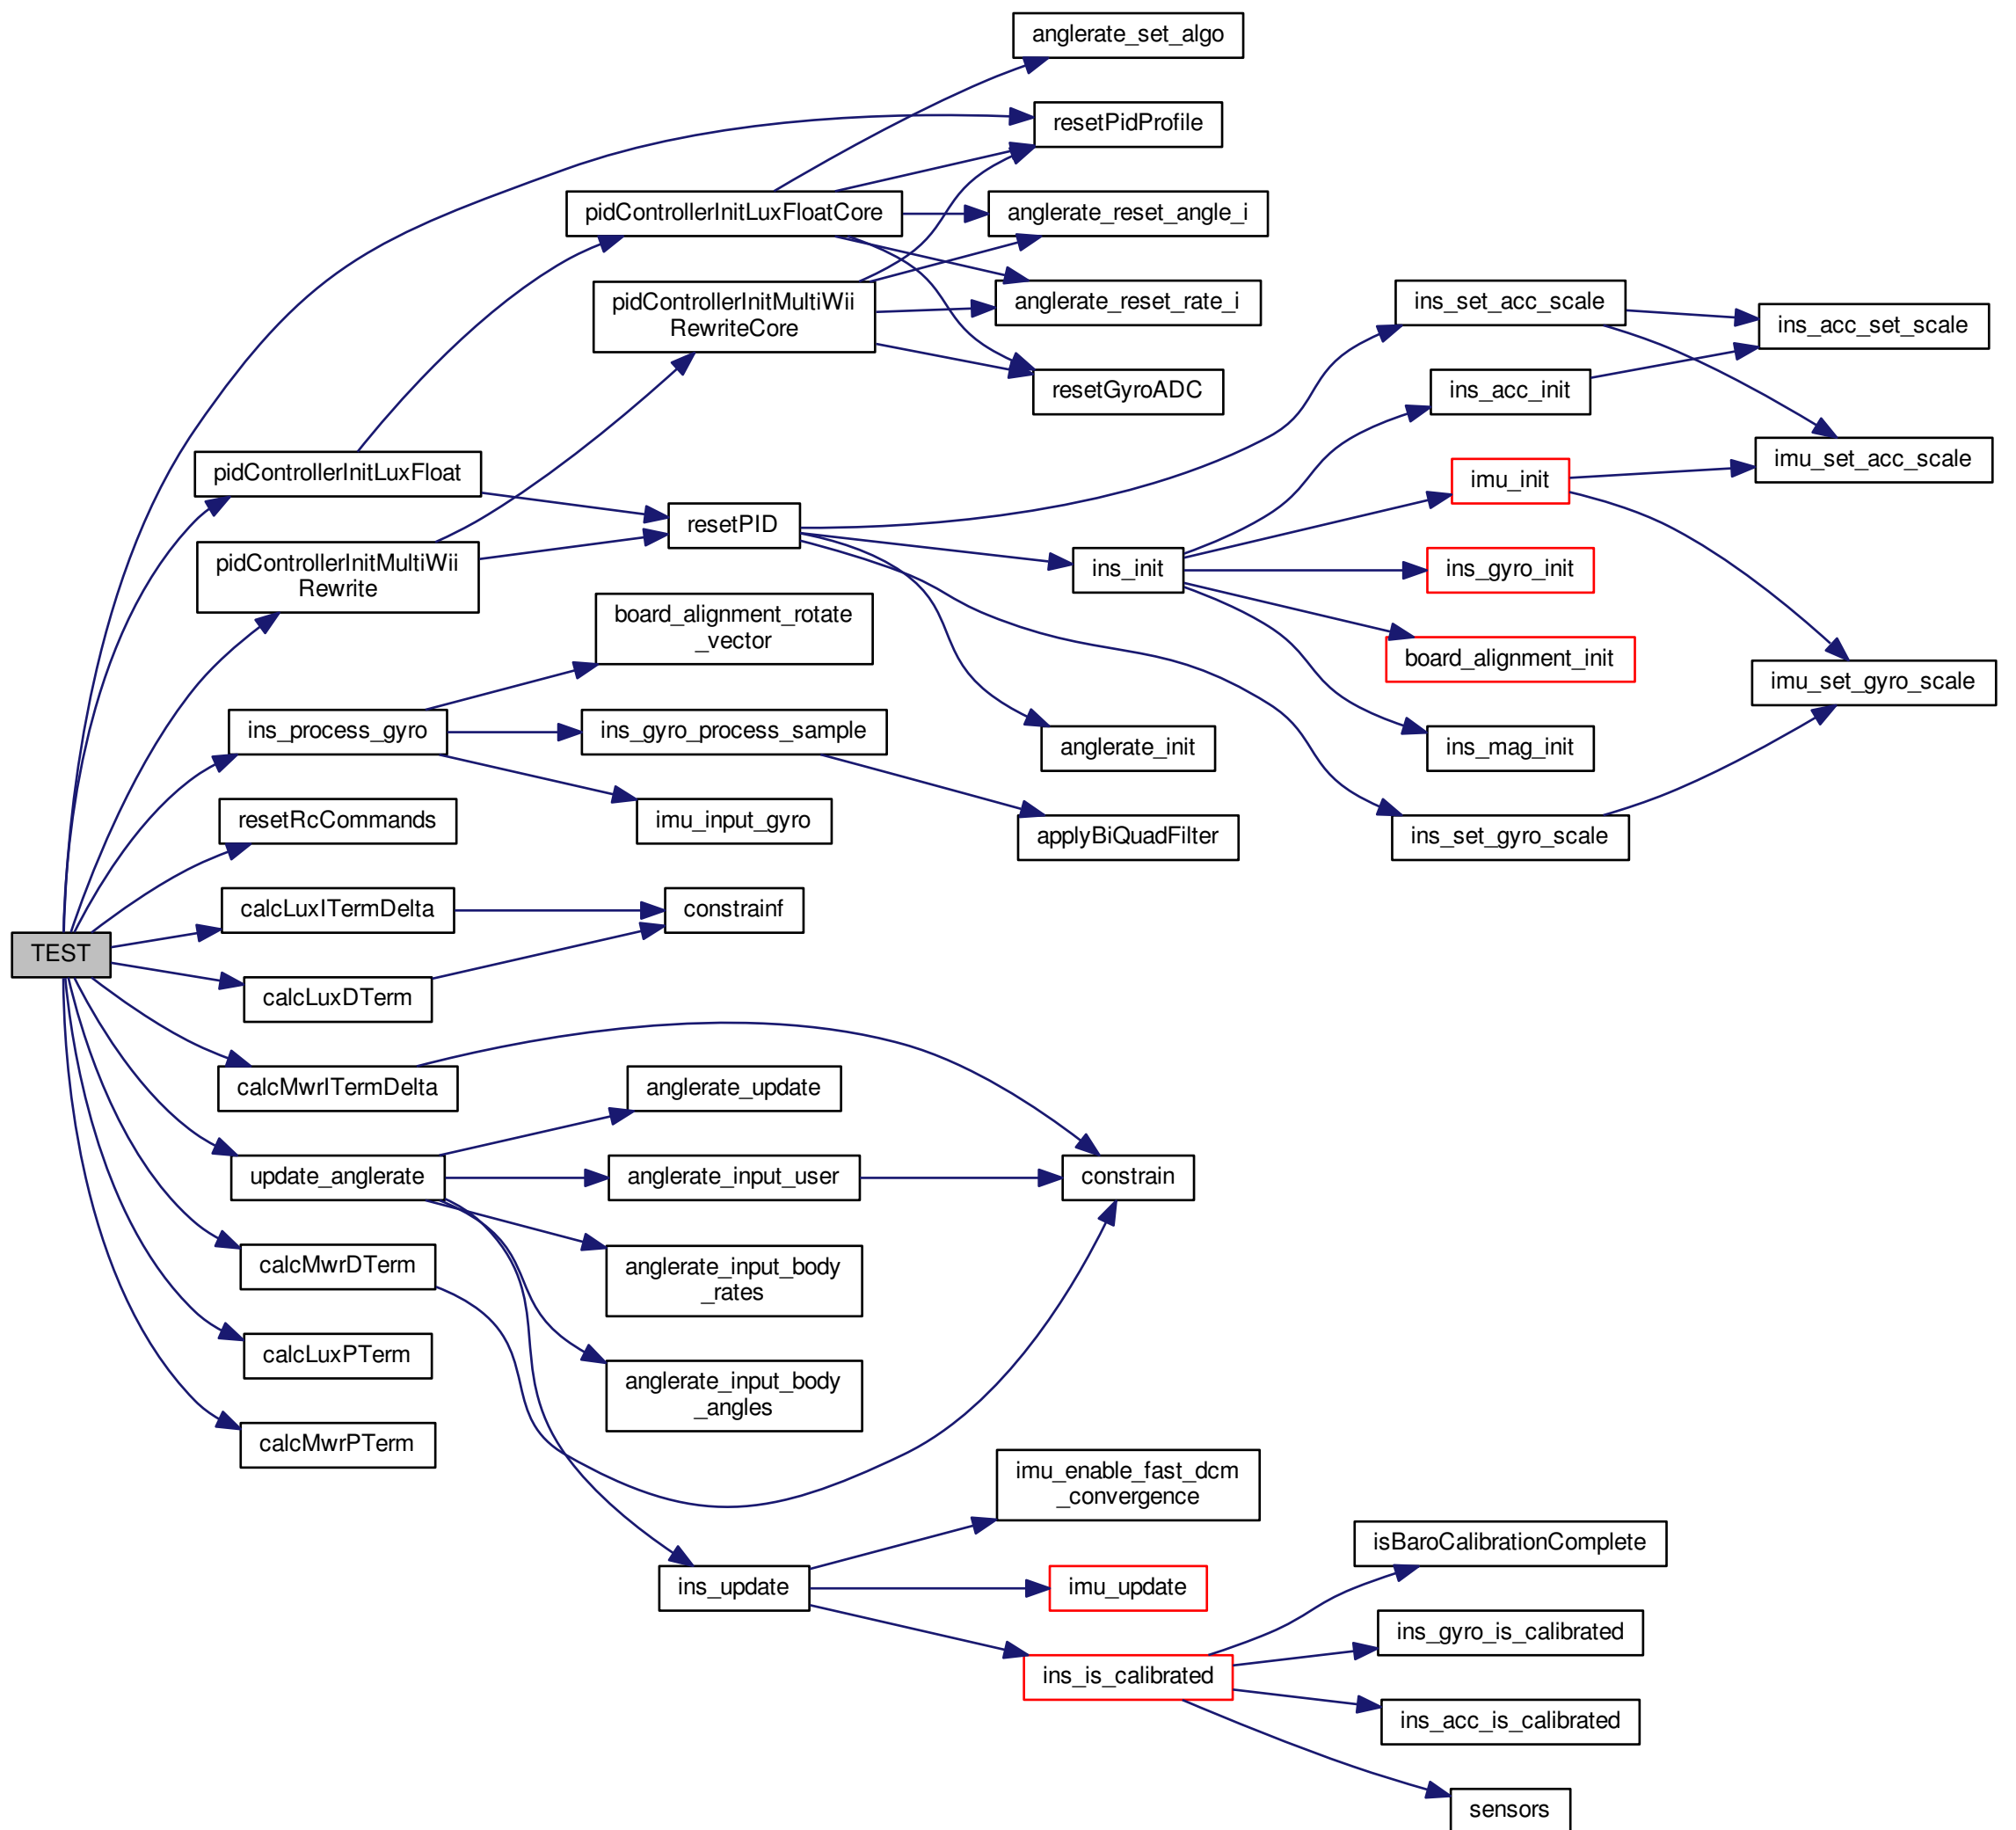 anglerate_set_algo
resetPidProfile
pidControllerInitLuxFloatCore
anglerate_reset_angle_i
pidControllerInitMultiWii
RewriteCore
anglerate_reset_rate_i
ins_set_acc_scale
ins_acc_set_scale
resetGyroADC
ins_acc_init
pidControllerInitLuxFloat
imu_init
imu_set_acc_scale
resetPID
pidControllerInitMultiWii
Rewrite
ins_init
ins_gyro_init
board_alignment_rotate
_vector
board_alignment_init
imu_set_gyro_scale
ins_process_gyro
ins_gyro_process_sample
anglerate_init
ins_mag_init
resetRcCommands
imu_input_gyro
applyBiQuadFilter
ins_set_gyro_scale
calcLuxITermDelta
constrainf
TEST
calcLuxDTerm
calcMwrITermDelta
anglerate_update
update_anglerate
anglerate_input_user
constrain
calcMwrDTerm
anglerate_input_body
_rates
calcLuxPTerm
anglerate_input_body
_angles
calcMwrPTerm
imu_enable_fast_dcm
_convergence
isBaroCalibrationComplete
ins_update
imu_update
ins_gyro_is_calibrated
ins_is_calibrated
ins_acc_is_calibrated
sensors